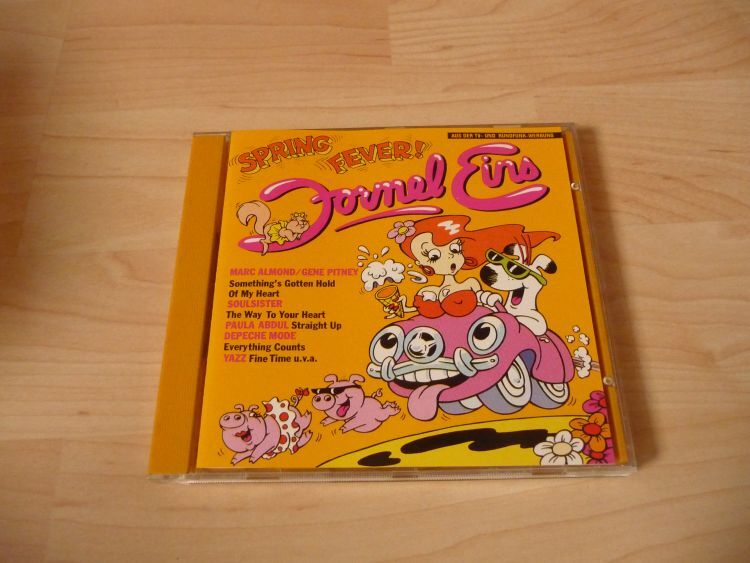 AUS DER TV- UND RUNDFUNK-WERBUNG
SPRING FEVER!
Formel Eins
MARC ALMOND/GENE PITNEY
Something's Gotten Hold
Of My Heart
SOULSISTER
The Way To Your Heart
PAULA ABDUL Straight Up
DEPECHE MODE
Everything Counts
YAZZ Fine Time u.v.a.